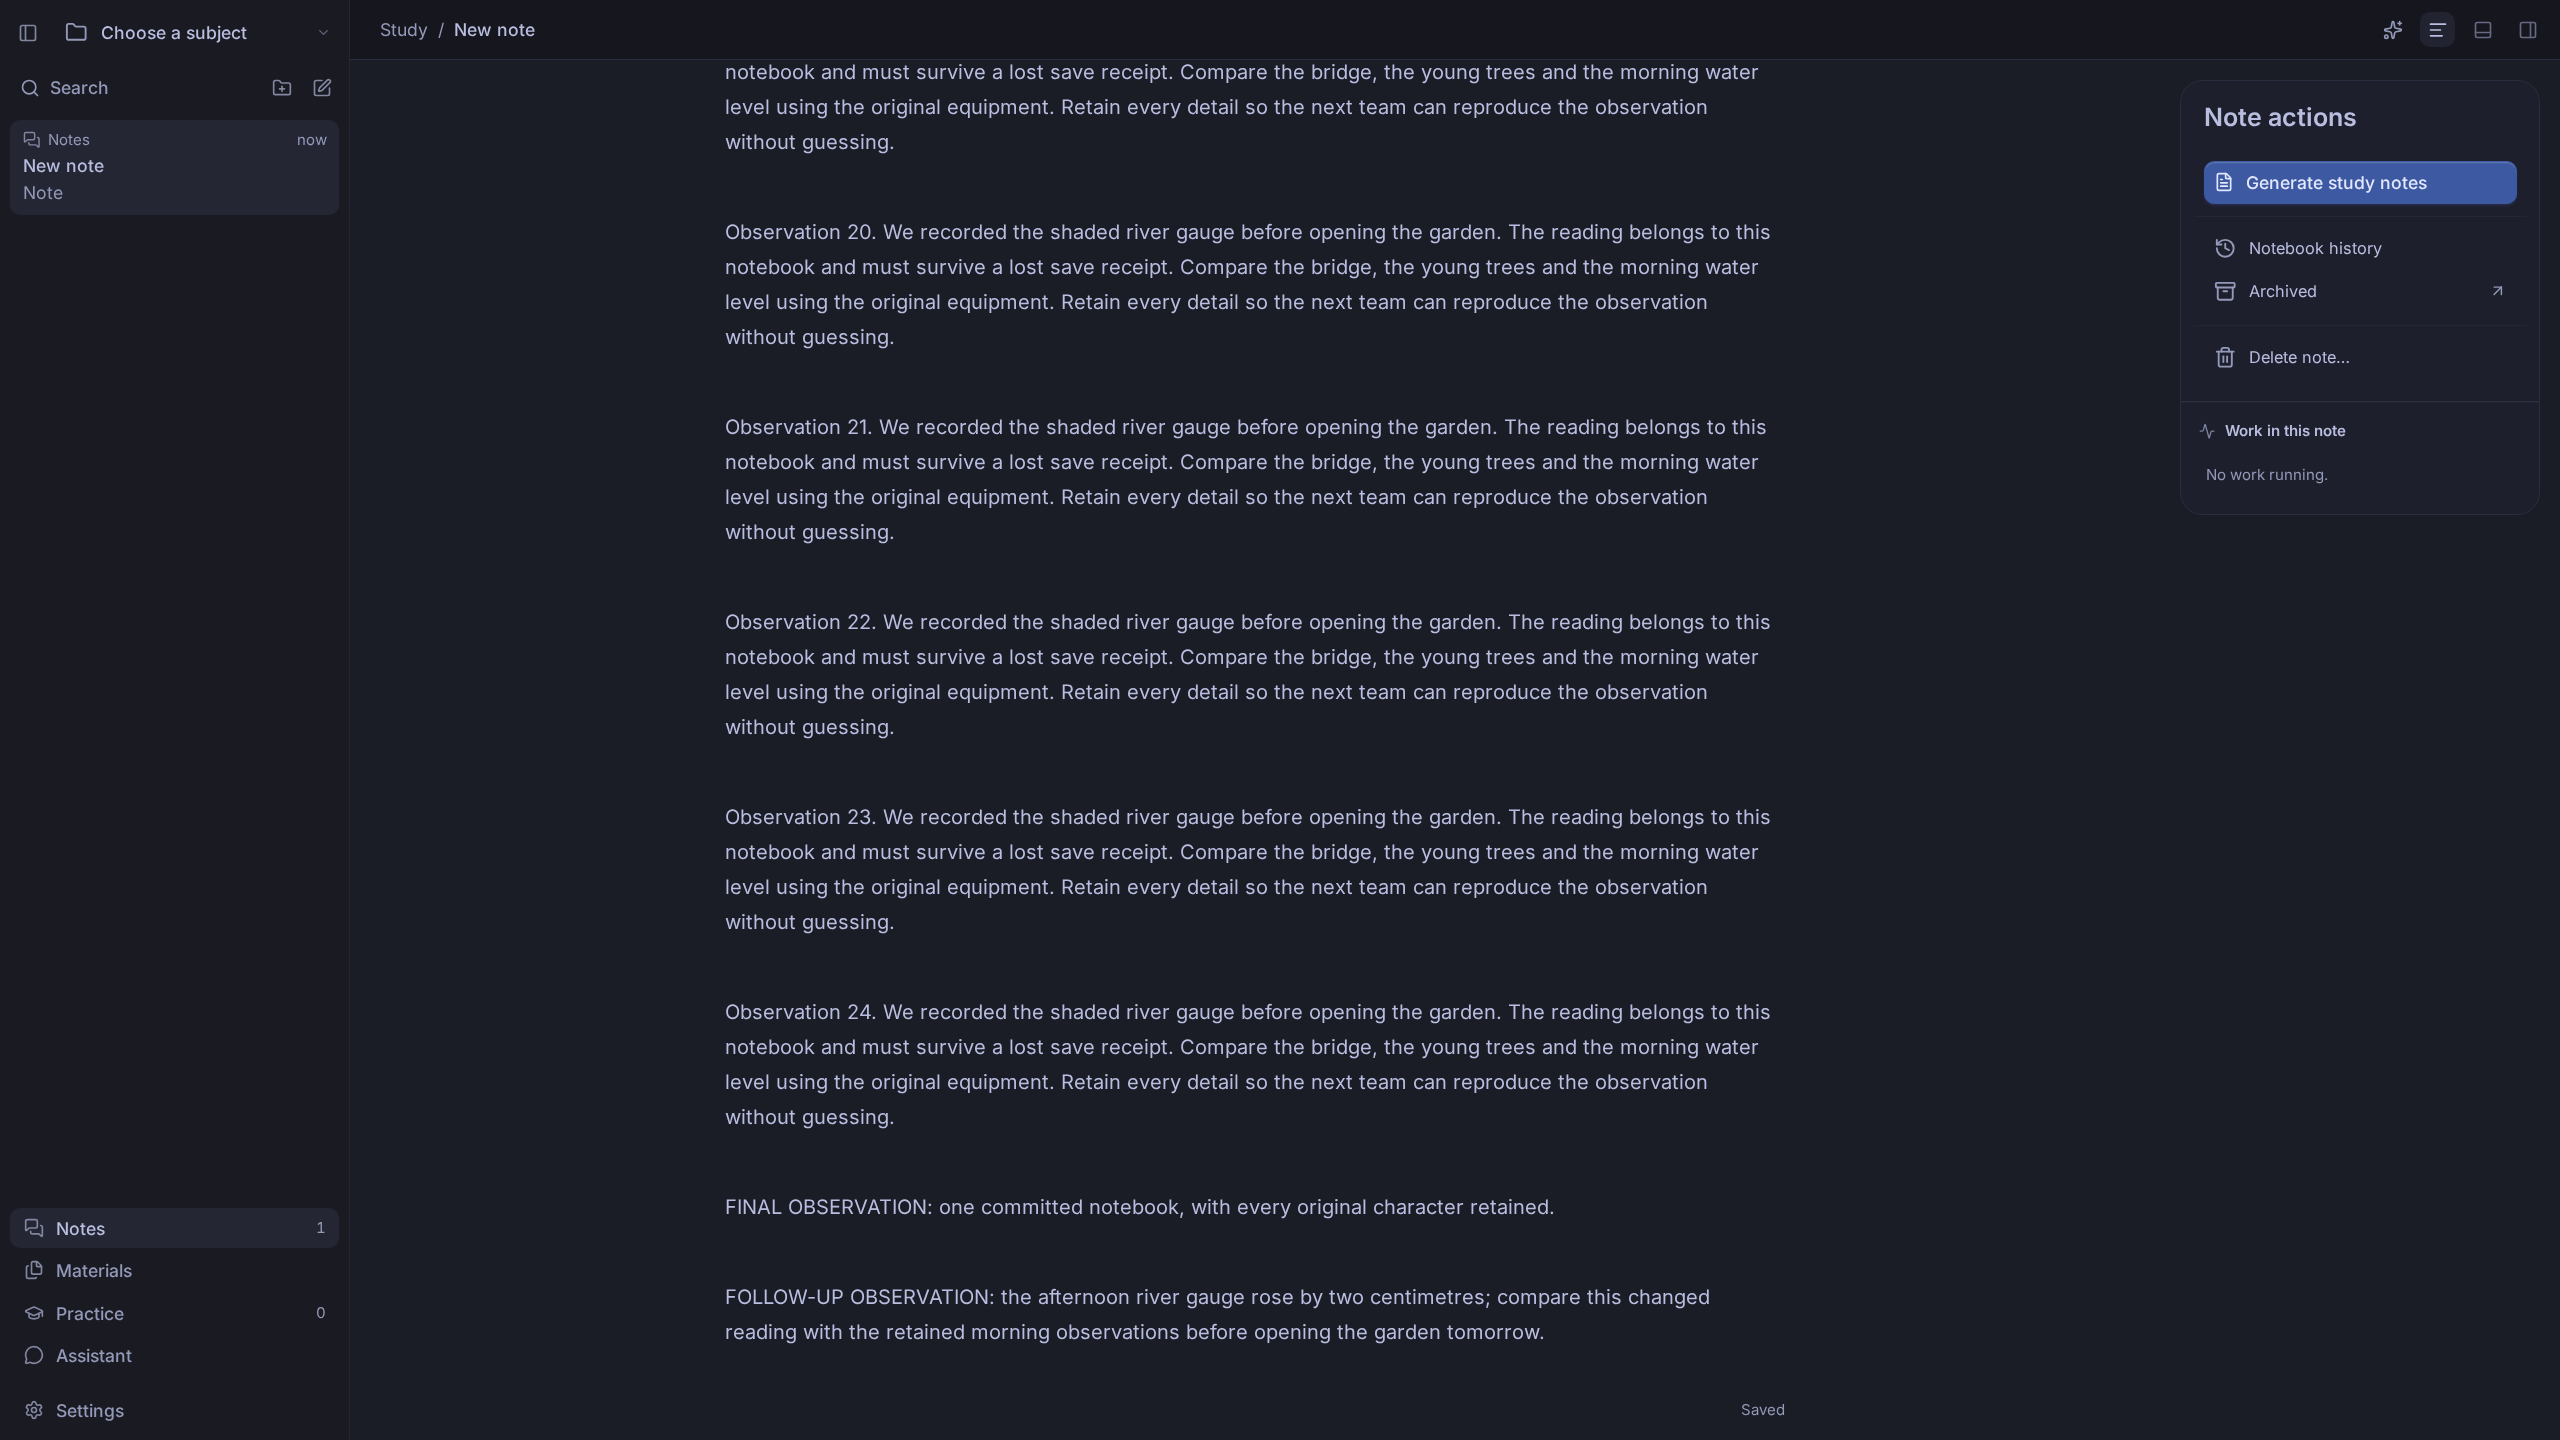 Choose a subject
Search
Notes now
New note
Note
Notes 1
Materials
Practice 0
Assistant
Settings
Study / New note
notebook and must survive a lost save receipt. Compare the bridge, the young trees and the morning water
level using the original equipment. Retain every detail so the next team can reproduce the observation
without guessing.
Observation 20. We recorded the shaded river gauge before opening the garden. The reading belongs to this
notebook and must survive a lost save receipt. Compare the bridge, the young trees and the morning water
level using the original equipment. Retain every detail so the next team can reproduce the observation
without guessing.
Observation 21. We recorded the shaded river gauge before opening the garden. The reading belongs to this
notebook and must survive a lost save receipt. Compare the bridge, the young trees and the morning water
level using the original equipment. Retain every detail so the next team can reproduce the observation
without guessing.
Observation 22. We recorded the shaded river gauge before opening the garden. The reading belongs to this
notebook and must survive a lost save receipt. Compare the bridge, the young trees and the morning water
level using the original equipment. Retain every detail so the next team can reproduce the observation
without guessing.
Observation 23. We recorded the shaded river gauge before opening the garden. The reading belongs to this
notebook and must survive a lost save receipt. Compare the bridge, the young trees and the morning water
level using the original equipment. Retain every detail so the next team can reproduce the observation
without guessing.
Observation 24. We recorded the shaded river gauge before opening the garden. The reading belongs to this
notebook and must survive a lost save receipt. Compare the bridge, the young trees and the morning water
level using the original equipment. Retain every detail so the next team can reproduce the observation
without guessing.
FINAL OBSERVATION: one committed notebook, with every original character retained.
FOLLOW-UP OBSERVATION: the afternoon river gauge rose by two centimetres; compare this changed
reading with the retained morning observations before opening the garden tomorrow.
Saved
Note actions
Generate study notes
Notebook history
Archived
Delete note...
Work in this note
No work running.